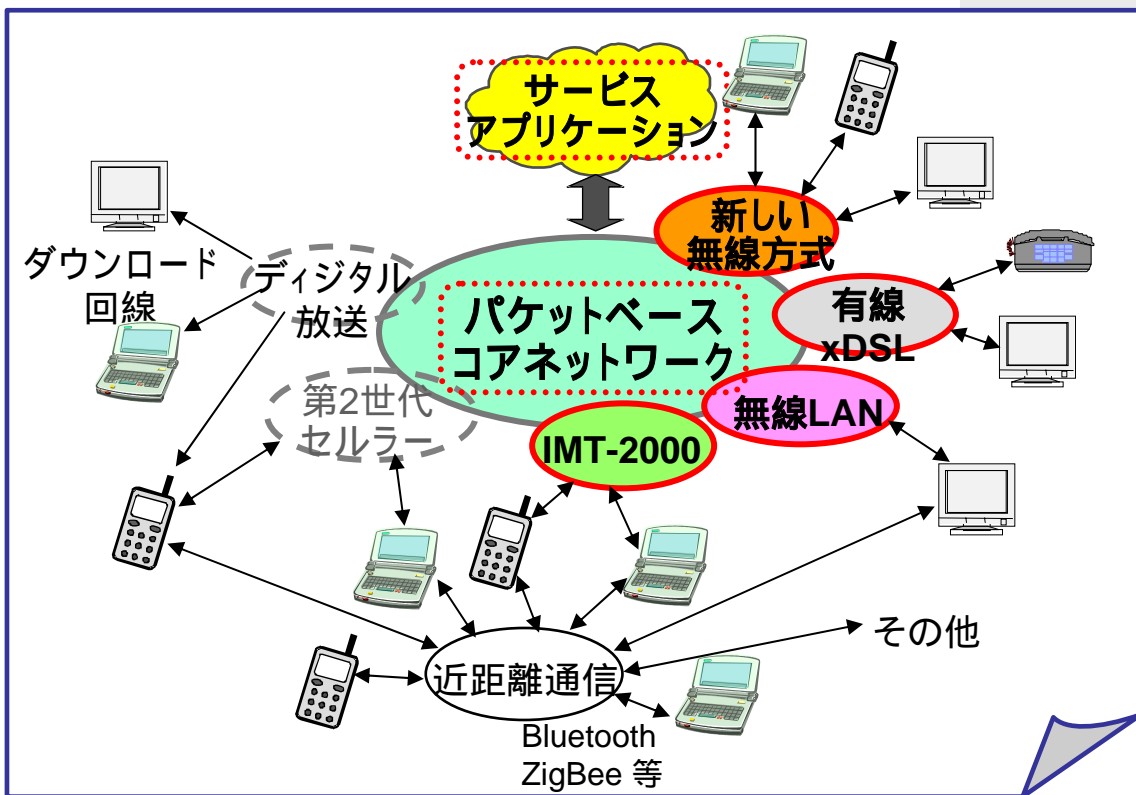 サービス
アプリケーション
新しい
無線方式
ダウンロード
回線
ディジタル
放送
パケットベース
コアネットワーク
有線
xDSL
第2世代
セルラー
無線LAN
IMT-2000
その他
近距離通信
Bluetooth
ZigBee 等